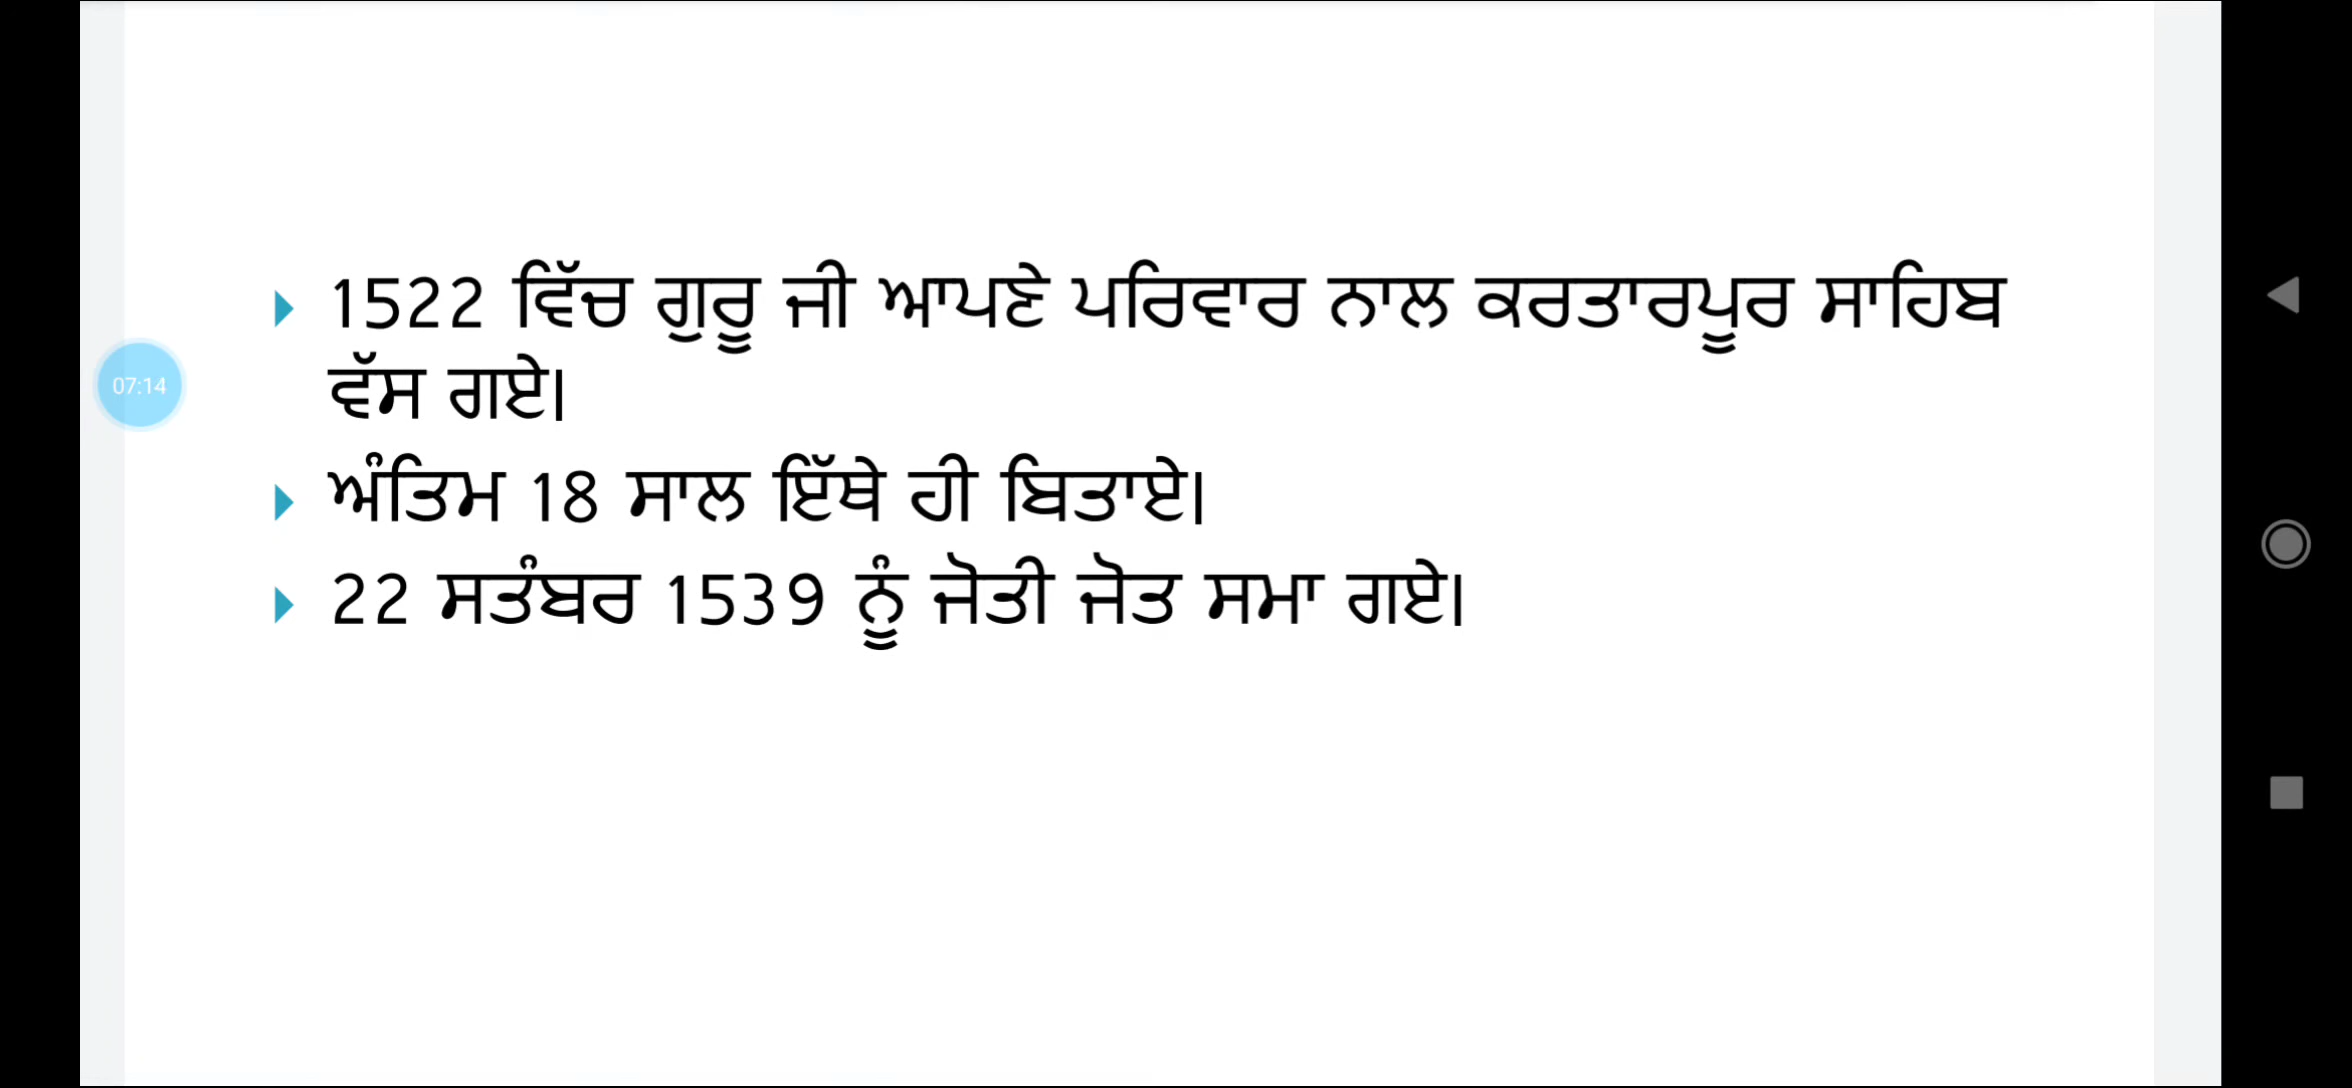 1522 ਵਿੱਚ ਗੁਰੂ ਜੀ ਆਪਣੇ ਪਰਿਵਾਰ ਨਾਲ ਕਰਤਾਰਪੂਰ ਸਾਹਿਬ
ਵੱਸ ਗਏ।
07:14
ਅੰਤਿਮ 18 ਸਾਲ ਇੱਥੇ ਹੀ ਬਿਤਾਏ।
22 ਸਤੰਬਰ 1539 ਨੂੰ ਜੋਤੀ ਜੋਤ ਸਮਾ ਗਏ।